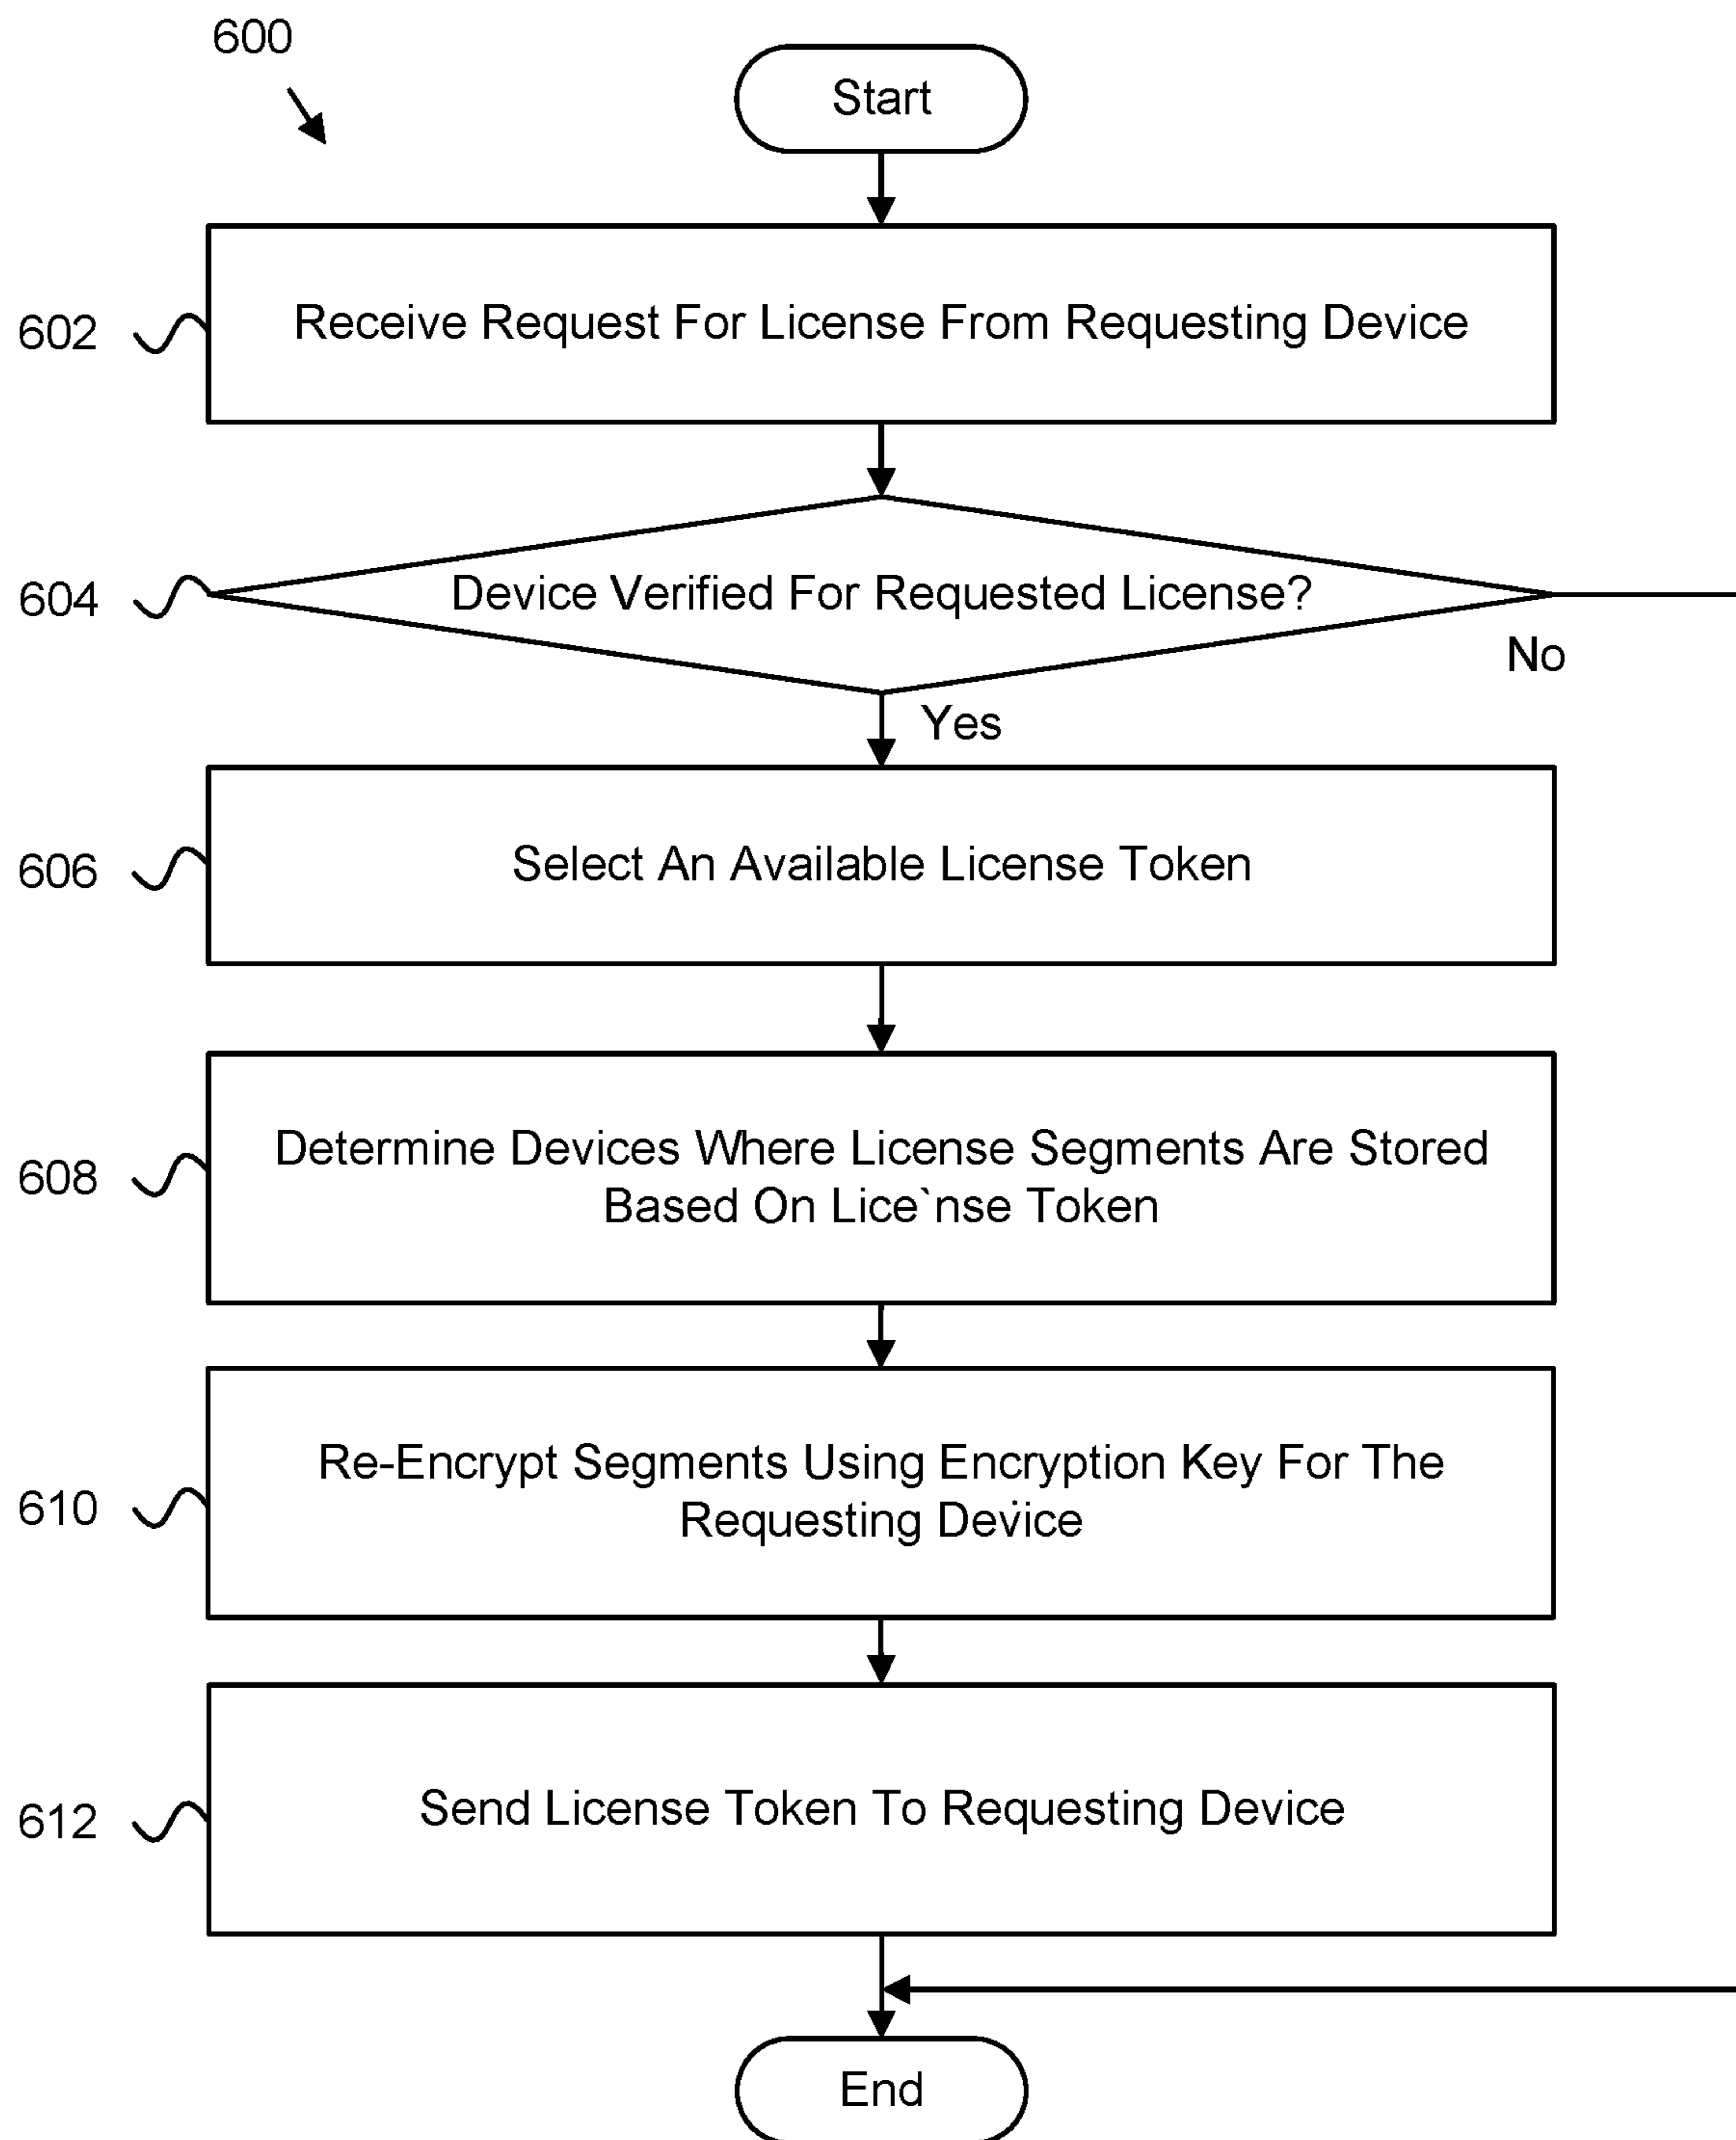 600
Start
602
Receive Request For License From Requesting Device
604
Device Verified For Requested License?
No
Yes
606
Select An Available License Token
608
Determine Devices Where License Segments Are Stored
Based On Lice`nse Token
610
Re-Encrypt Segments Using Encryption Key For The
Requesting Device
612
Send License Token To Requesting Device
End